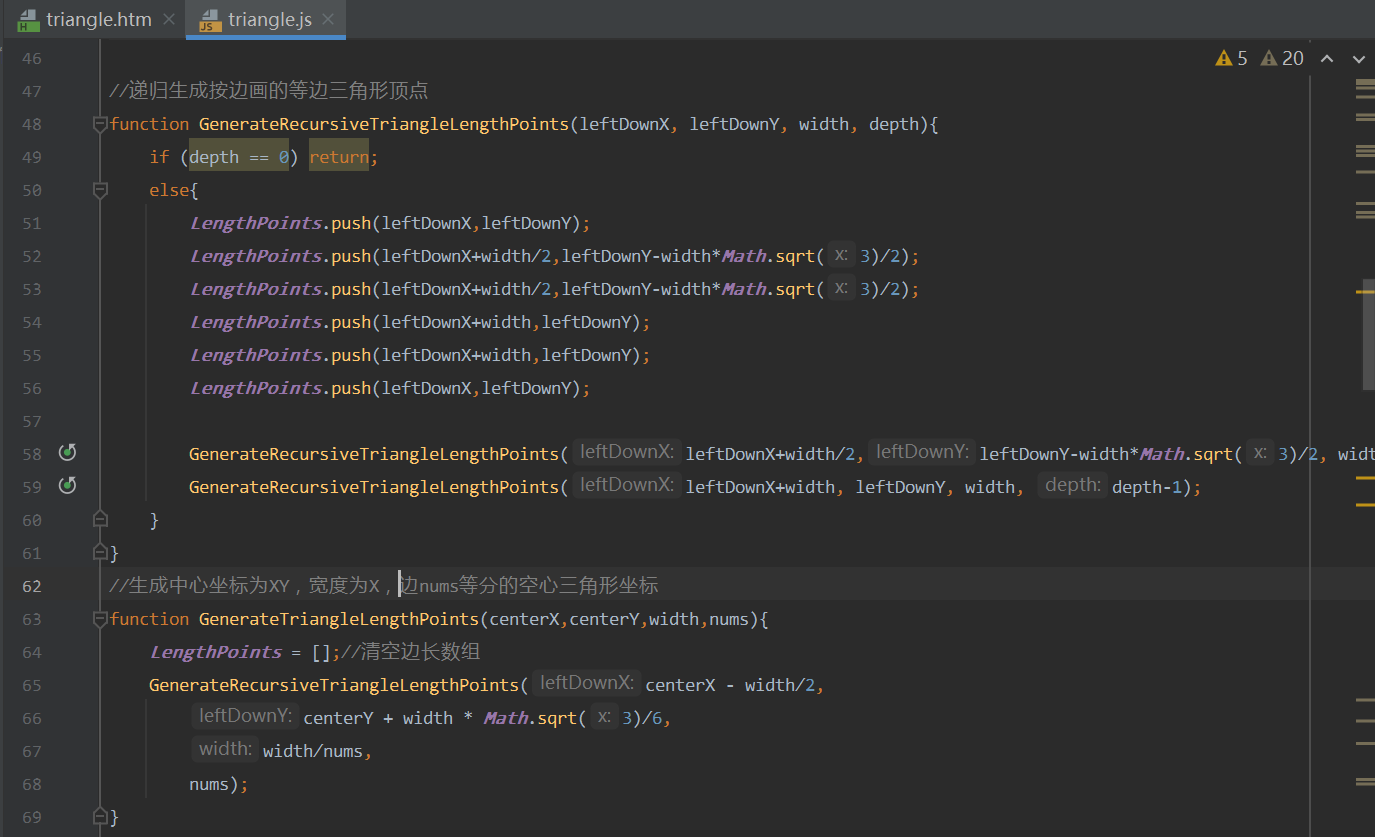 triangle.htm triangle.js
5 20
46
47 //递归生成按边画的等边三角形顶点
48 function GenerateRecursiveTriangleLengthPoints(leftDownX, leftDownY, width, depth){
49 if (depth == 0) return;
50 else{
51 LengthPoints.push(leftDownX,leftDownY);
52 LengthPoints.push(leftDownX+width/2,leftDownY-width*Math.sqrt( x: 3)/2);
53 LengthPoints.push(leftDownX+width/2,leftDownY-width*Math.sqrt( x: 3)/2);
54 LengthPoints.push(leftDownX+width,leftDownY);
55 LengthPoints.push(leftDownX+width,leftDownY);
56 LengthPoints.push(leftDownX,leftDownY);
57
58 GenerateRecursiveTriangleLengthPoints( leftDownX: leftDownX+width/2, leftDownY: leftDownY-width*Math.sqrt( x: 3)/2, widt
59 GenerateRecursiveTriangleLengthPoints( leftDownX: leftDownX+width, leftDownY, width, depth: depth-1);
60 }
61 }
62 //生成中心坐标为XY，宽度为X，边nums等分的空心三角形坐标
63 function GenerateTriangleLengthPoints(centerX,centerY,width,nums){
64 LengthPoints = [];//清空边长数组
65 GenerateRecursiveTriangleLengthPoints( leftDownX: centerX - width/2,
66 leftDownY: centerY + width * Math.sqrt( x: 3)/6,
67 width: width/nums,
68 nums);
69 }